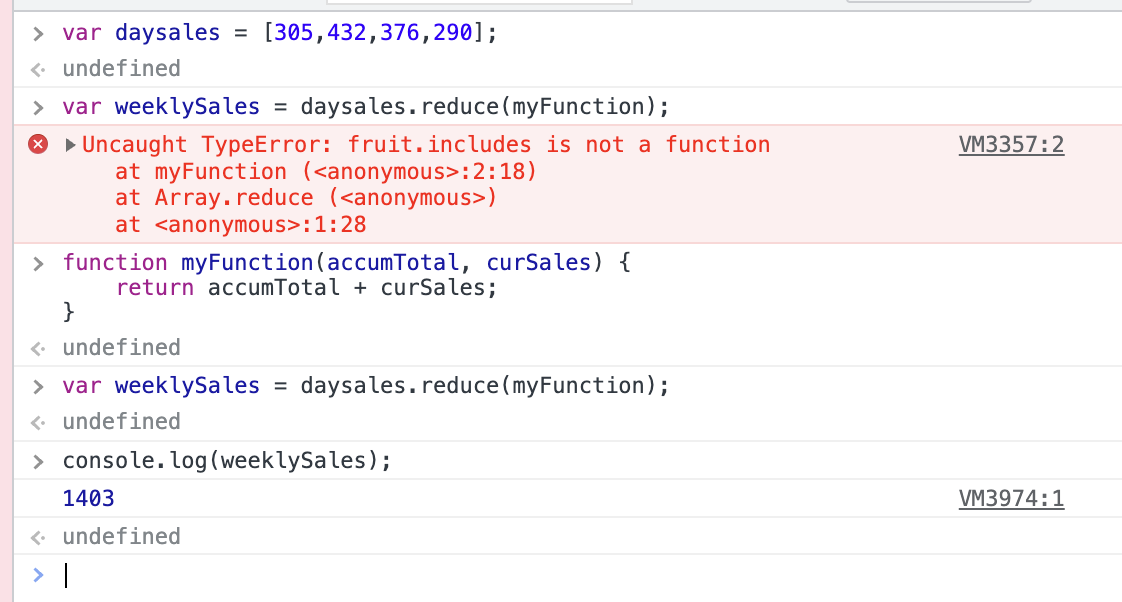 > var daysales = [305,432,376,290];
undefined
> var weeklySales = daysales.reduce(myFunction);
Uncaught TypeError: fruit.includes is not a function VM3357:2
at myFunction (<anonymous>:2:18)
at Array.reduce (<anonymous>)
at <anonymous>:1:28
> function myFunction(accumTotal, curSales) {
return accumTotal + curSales;
}
undefined
> var weeklySales = daysales.reduce(myFunction);
undefined
> console.log(weeklySales);
1403 VM3974:1
undefined
>